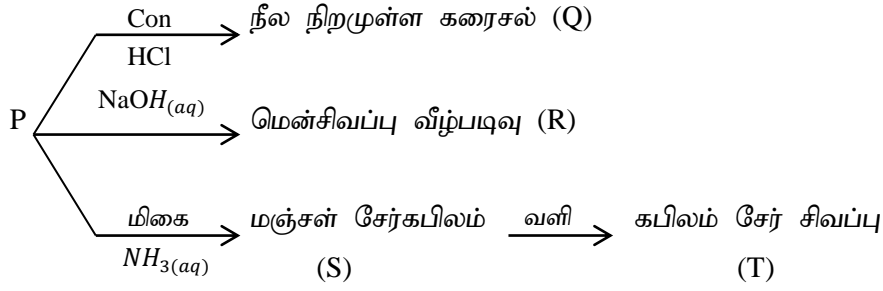 Con
HCl
நீல நிறமுள்ள கரைசல் (Q)
NaOH(aq)
P
மென்சிவப்பு வீழ்படிவு (R)
மிகை
NH3(aq)
மஞ்சள் சேர்கபிலம்
(S)
வளி
கபிலம் சேர் சிவப்பு
(T)